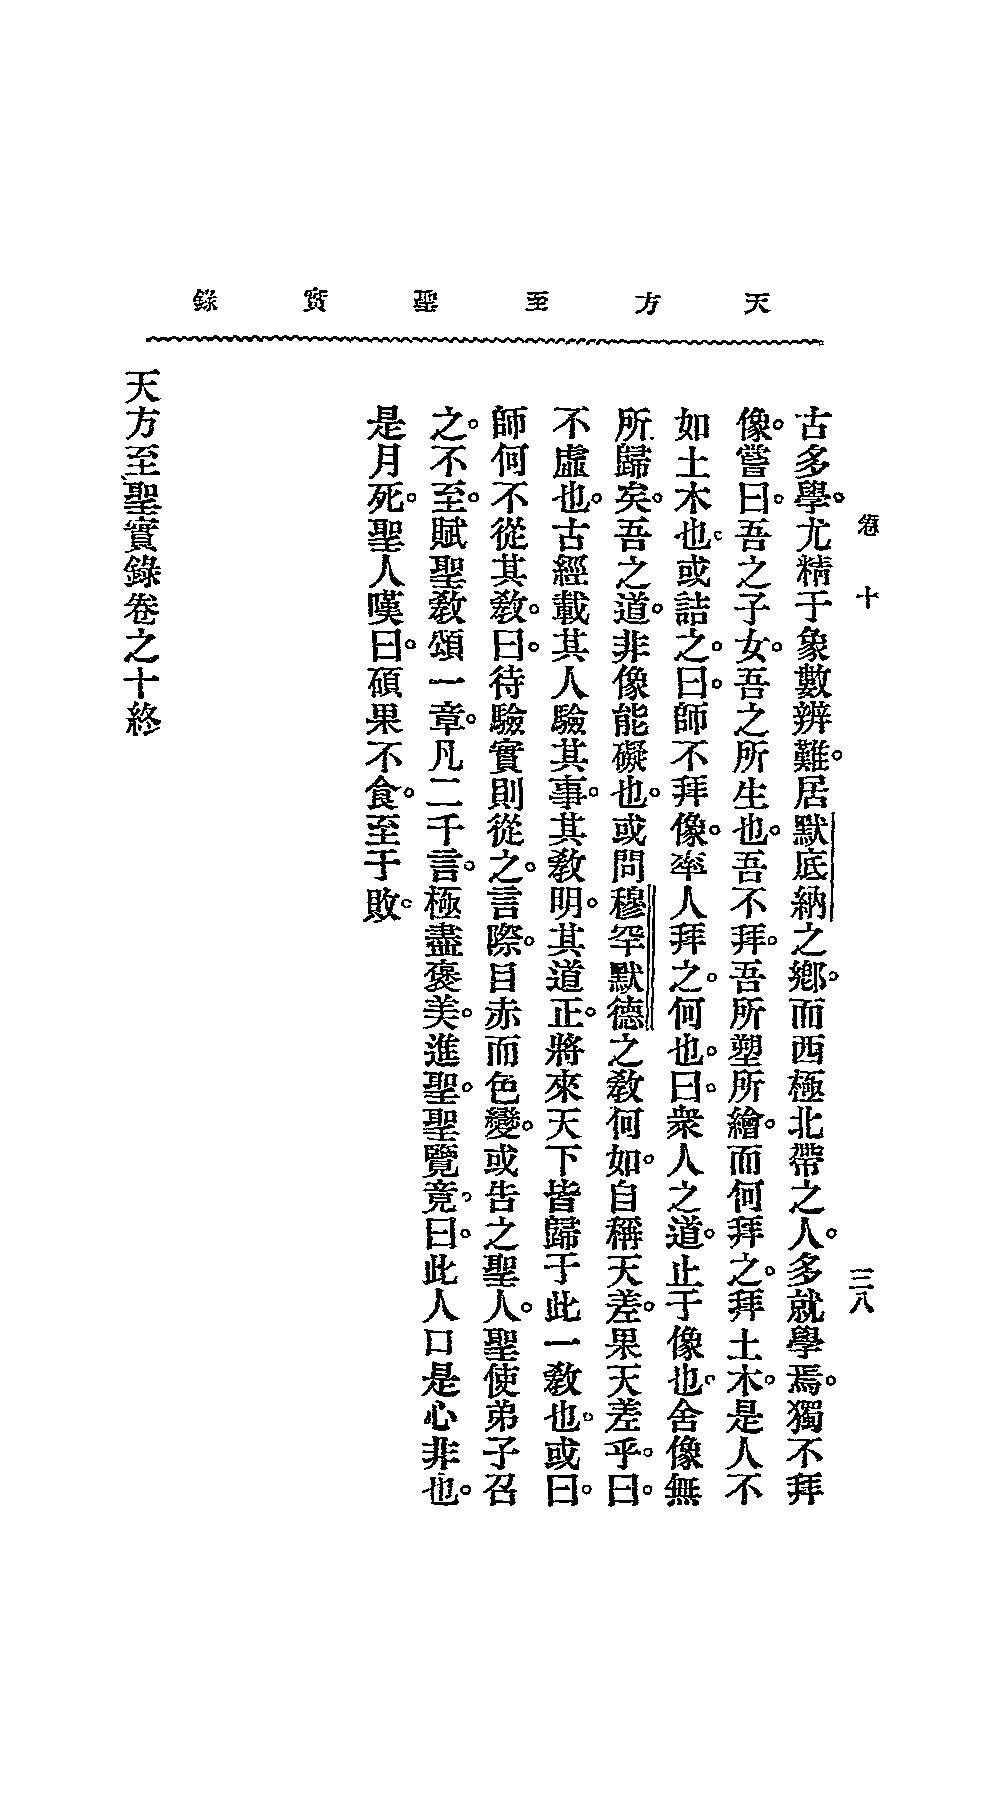 天方至聖實錄
卷十
三八
古多學。尤精于象數辨難。居默底納之鄉。而西極北帶之人。多就學焉。獨不拜
像。嘗曰。吾之子女。吾之所生也。吾不拜。吾所塑所繪。而何拜之。拜土木。是人不
如土木也。或詰之。曰。師不拜像。率人拜之。何也。曰。衆人之道。止于像也。舍像無
所歸矣。吾之道。非像能礙也。或問穆罕默德之敎何如。自稱天差。果天差乎。曰。
不虛也。古經載其人驗其事。其敎明。其道正。將來天下皆歸于此一敎也。或曰。
師何不從其敎。曰。待驗實則從之。言際。目赤而色變。或告之聖人。聖使弟子召
之。不至。賦聖敎頌一章。凡二千言。極盡褒美。進聖。聖覽竟。曰。此人口是心非也。
是月死。聖人嘆曰。碩果不食。至于敗。
天方至聖實錄卷之十終